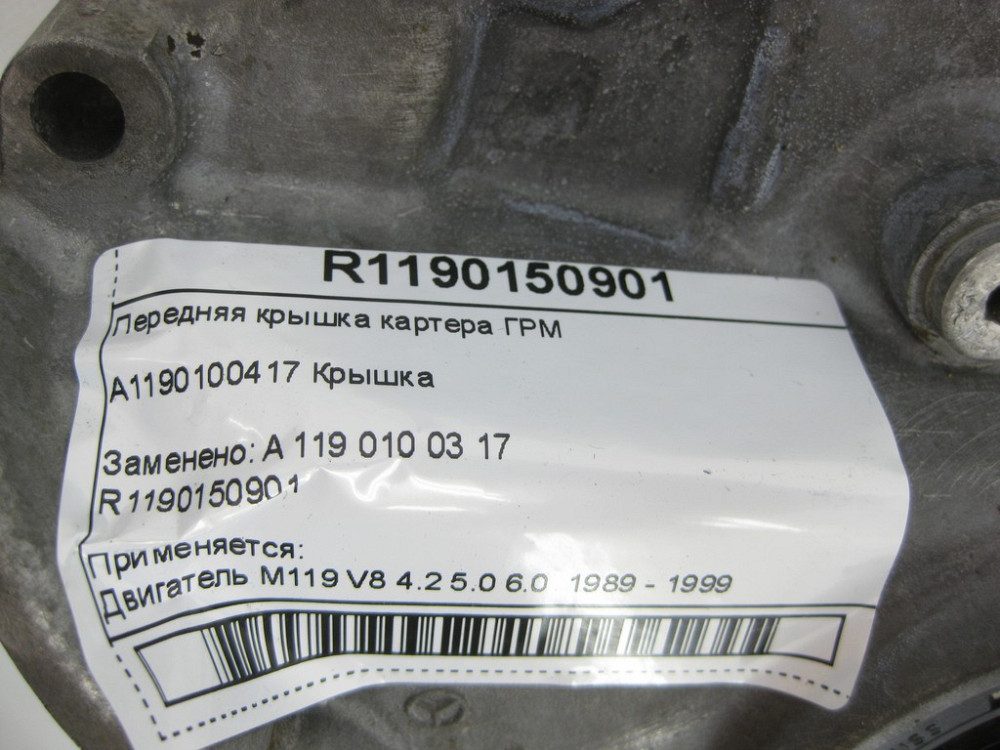 R1190150901
Передняя крышка картера ГРМ
A1190100417 Крышка
Заменено: A 119 010 03 17
R1190150901
Применяется:
Двигатель M119 V8 4.2 5.0 6.0 1989 - 1999